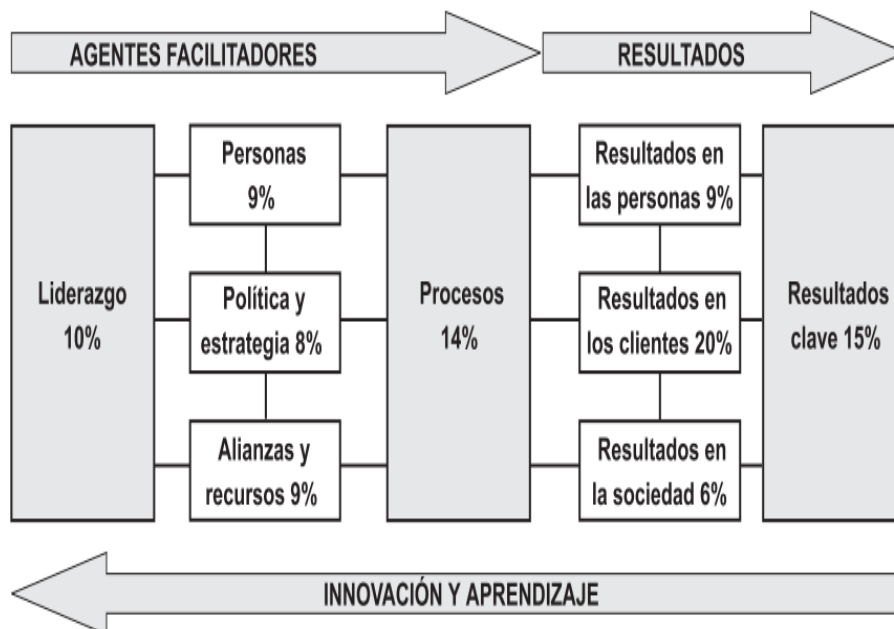 AGENTES FACILITADORES
RESULTADOS
Liderazgo
10%
Personas
9%
Política y
estrategia 8%
Alianzas y
recursos 9%
Procesos
14%
Resultados en
las personas 9%
Resultados en
los clientes 20%
Resultados en
la sociedad 6%
Resultados
clave 15%
INNOVACIÓN Y APRENDIZAJE